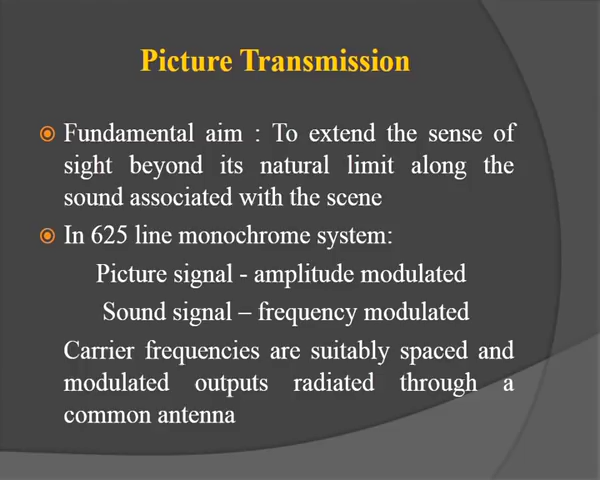 Picture Transmission
Fundamental aim : To extend the sense of
sight beyond its natural limit along the
sound associated with the scene
In 625 line monochrome system:
Picture signal - amplitude modulated
Sound signal – frequency modulated
Carrier frequencies are suitably spaced and
modulated outputs radiated through a
common antenna